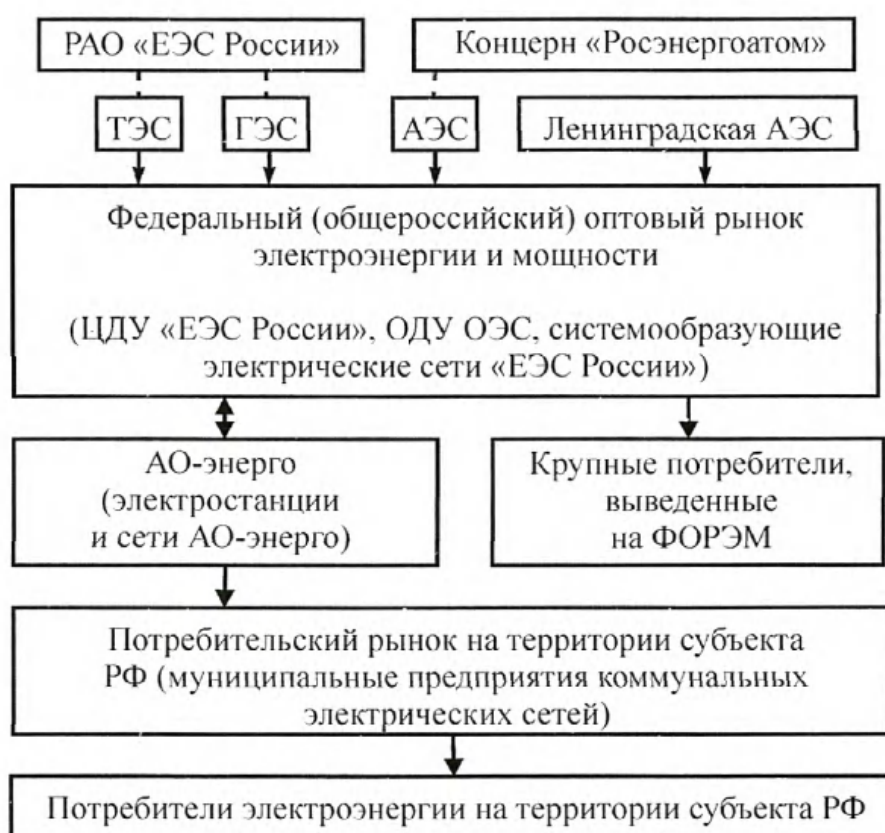 РАО «ЕЭС России»
Концерн «Росэнергоатом»
ТЭС
ГЭС
АЭС
Ленинградская АЭС
Федеральный (общероссийский) оптовый рынок
электроэнергии и мощности
(ЦДУ «ЕЭС России», ОДУ ОЭС, системообразующие
электрические сети «ЕЭС России»)
АО-энерго
(электростанции
и сети АО-энерго)
Крупные потребители,
выведенные
на ФОРЭМ
Потребительский рынок на территории субъекта
РФ (муниципальные предприятия коммунальных
электрических сетей)
Потребители электроэнергии на территории субъекта РФ